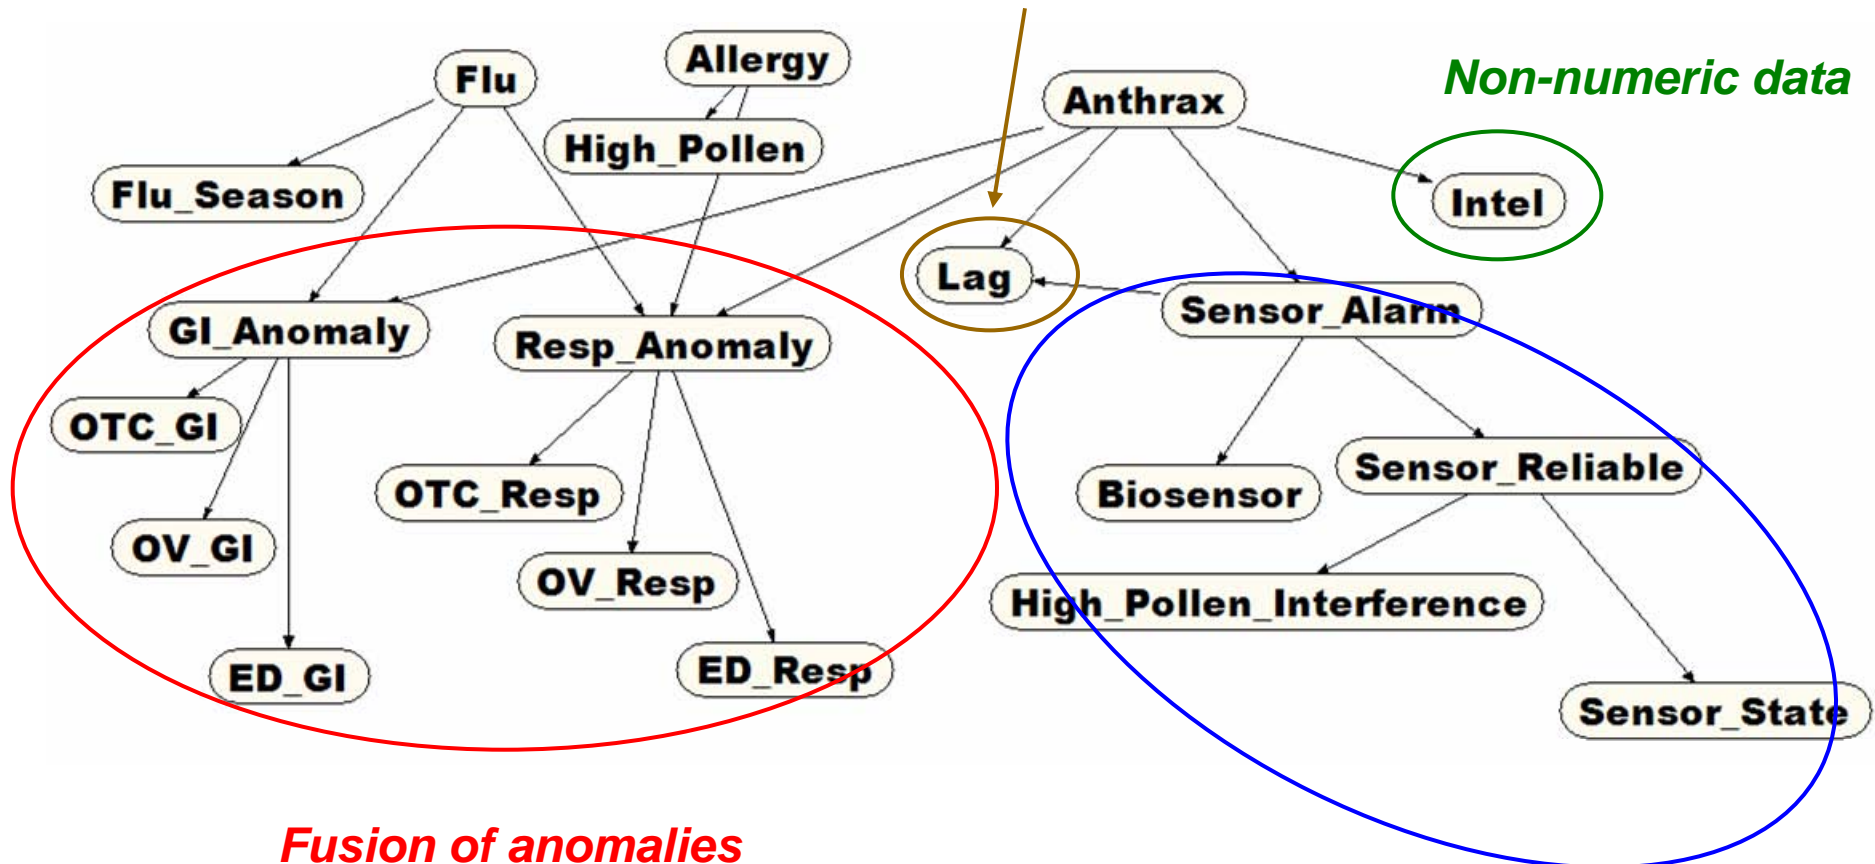 Flu
Allergy
Anthrax
Non-numeric data
High_Pollen
Flu_Season
Intel
Lag
GI_Anomaly
Resp_Anomaly
Sensor_Alarm
OTC_GI
OTC_Resp
Biosensor
Sensor_Reliable
OV_GI
OV_Resp
High_Pollen_Interference
ED_GI
ED_Resp
Sensor_State
Fusion of anomalies